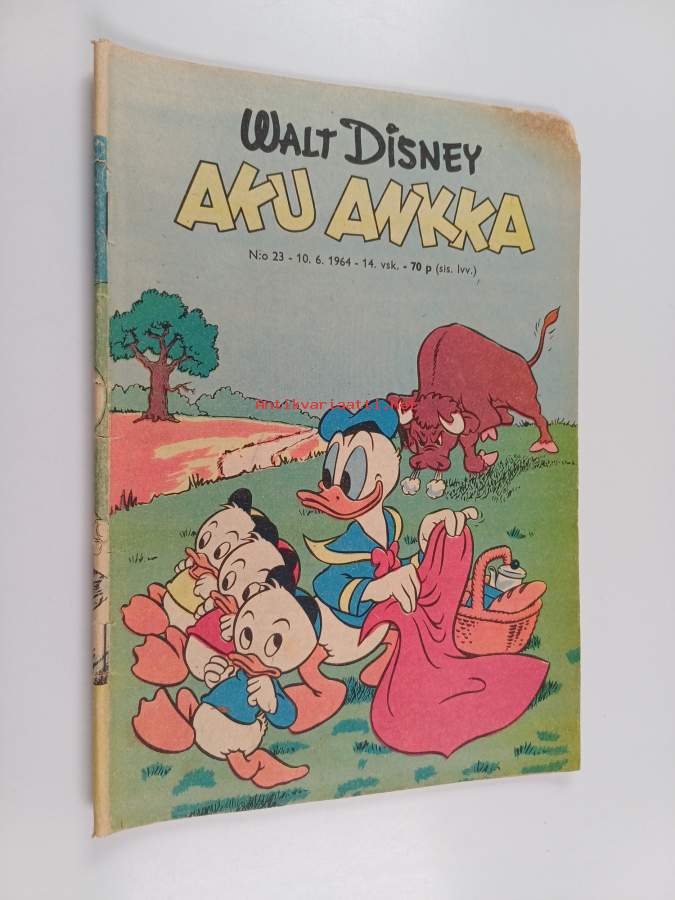 WALT DISNEY
AKU ANKKA
N:o 23 - 10. 6. 1964 - 14. vsk. - 70 p (sis. lvv.)
Antikvariaatti.Net